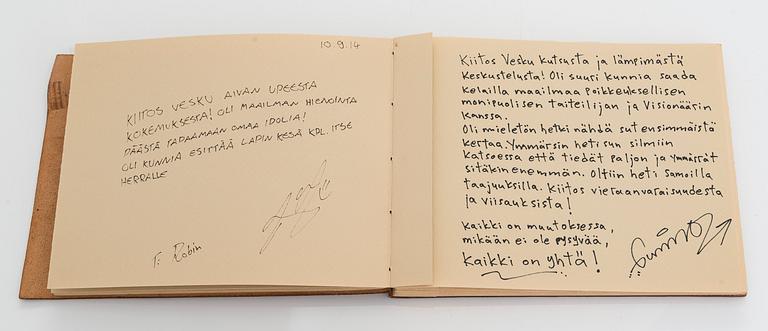 10.9.14
KIITOS VESKU AIVAN UPEESTA
KOKEMUKSESTA! OLI MAAILMAN HIENOINTA
PÄÄSTÄ TAPAAMAAN OMAA IDOLIA!
OLI KUNNIA ESITTÄÄ LAPIN KESÄ KPL. ITSE
HERRALLE
T: Robin
Kiitos Vesku kutsusta ja lämpimästä
keskustelusta! Oli suuri kunnia saada
kelailla maailmaa poikkeuksellisen
monipuolisen taiteilijan ja visionäärin
kanssa.
Oli mieletön hetki nähdä sut ensimmäistä
kertaa. Ymmärsin heti sun silmiin
katsoessa että tiedät paljon ja ymmärrät
sitäkin enemmän. Oltiin heti samoilla
taajuuksilla. Kiitos vieraanvaraisuudesta
ja viisauksista!
Kaikki on muutoksessa,
mikään ei ole pysyvää,
Kaikki on yhtä!